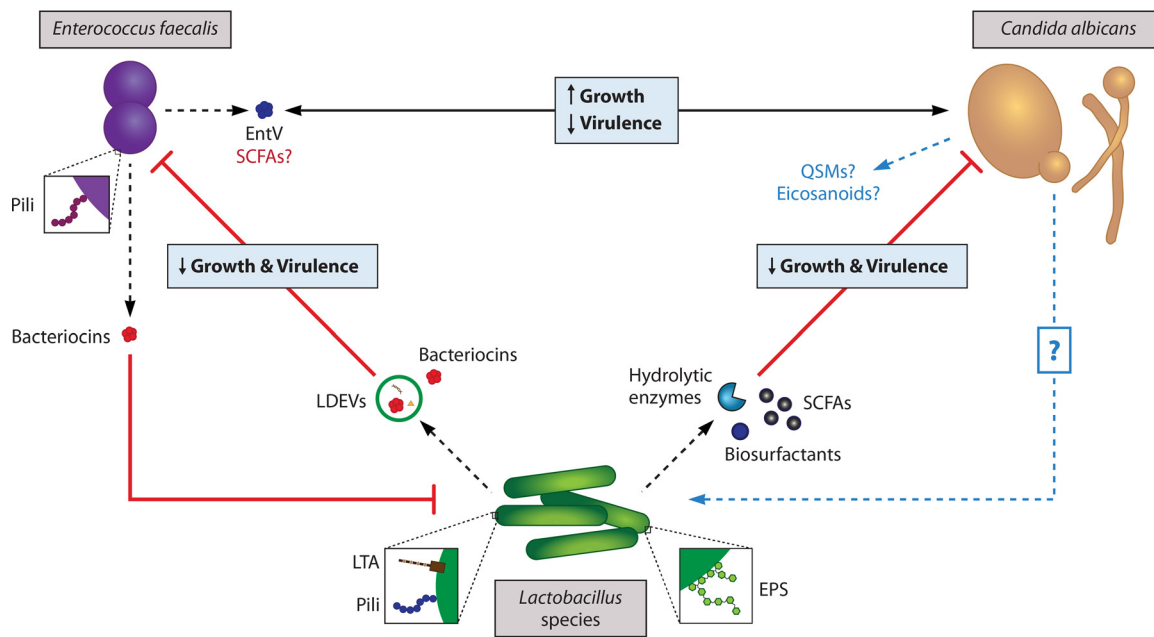 Enterococcus faecalis
Candida albicans
↑ Growth
↓ Virulence
EntV
SCFAs?
QSMs?
Eicosanoids?
Pili
↓ Growth & Virulence
↓ Growth & Virulence
Bacteriocins
Bacteriocins
LDEVs
Hydrolytic
enzymes
SCFAs
Biosurfactants
?
LTA
Pili
Lactobacillus
species
EPS